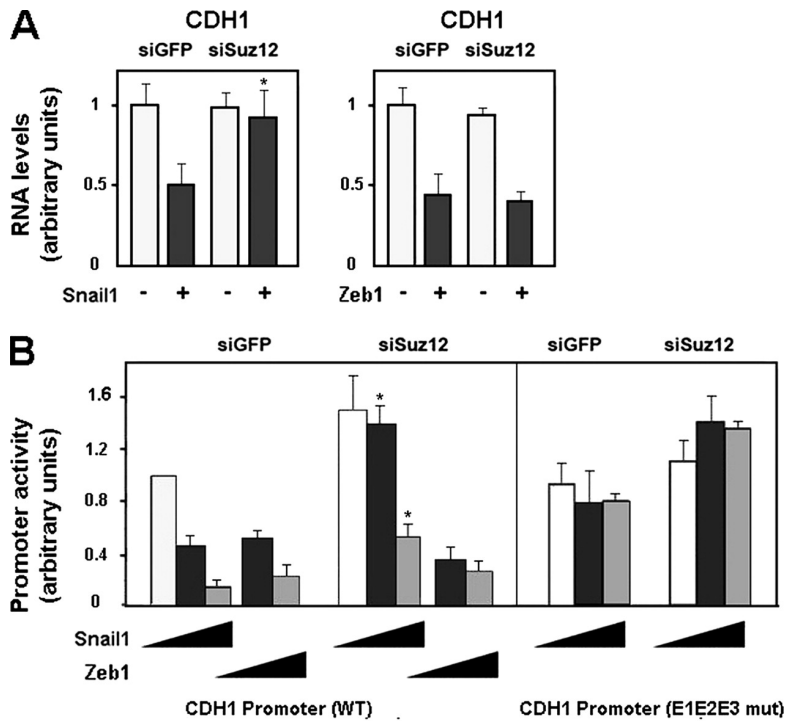 A
CDH1
CDH1
siGFP siSuz12
siGFP siSuz12
RNA levels
(arbitrary units)
1
0.5
0
*
1
0.5
0
Snail1 - + - +
Zeb1 - + - +
B
siGFP siSuz12 siGFP siSuz12
Promoter activity
(arbitrary units)
1.6
1.2
0.8
0.4
0
*
*
Snail1
Zeb1
CDH1 Promoter (WT)
CDH1 Promoter (E1E2E3 mut)